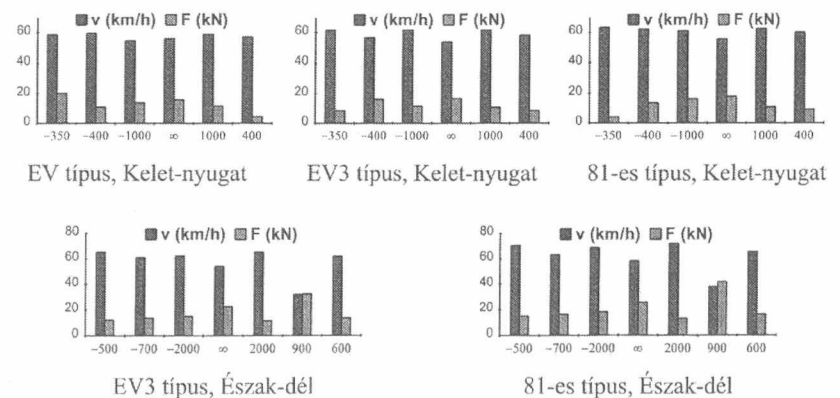 v (km/h) F (kN)
60
40
20
0
−350 −400 −1000 ∞ 1000 400
EV típus, Kelet-nyugat
v (km/h) F (kN)
60
40
20
0
−350 −400 −1000 ∞ 1000 400
EV3 típus, Kelet-nyugat
v (km/h) F (kN)
60
40
20
0
−350 −400 −1000 ∞ 1000 400
81-es típus, Kelet-nyugat
v (km/h) F (kN)
80
60
40
20
0
−500 −700 −2000 ∞ 2000 900 600
EV3 típus, Észak-dél
v (km/h) F (kN)
80
60
40
20
0
−500 −700 −2000 ∞ 2000 900 600
81-es típus, Észak-dél